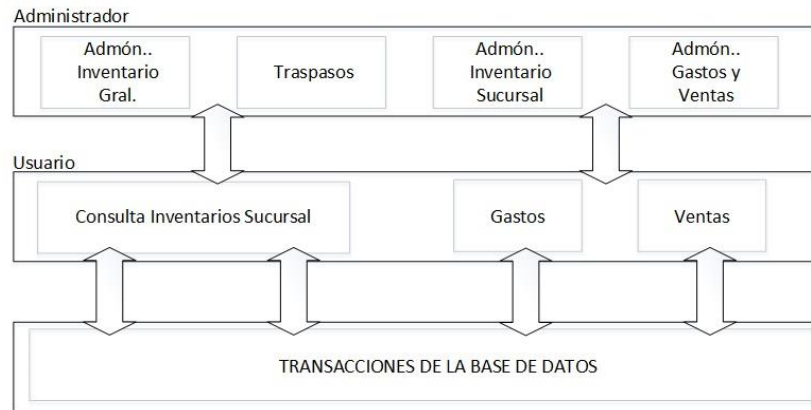 Administrador
Admón..
Inventario
Gral.
Traspasos
Admón..
Inventario
Sucursal
Admón..
Gastos y
Ventas
Usuario
Consulta Inventarios Sucursal
Gastos
Ventas
TRANSACCIONES DE LA BASE DE DATOS